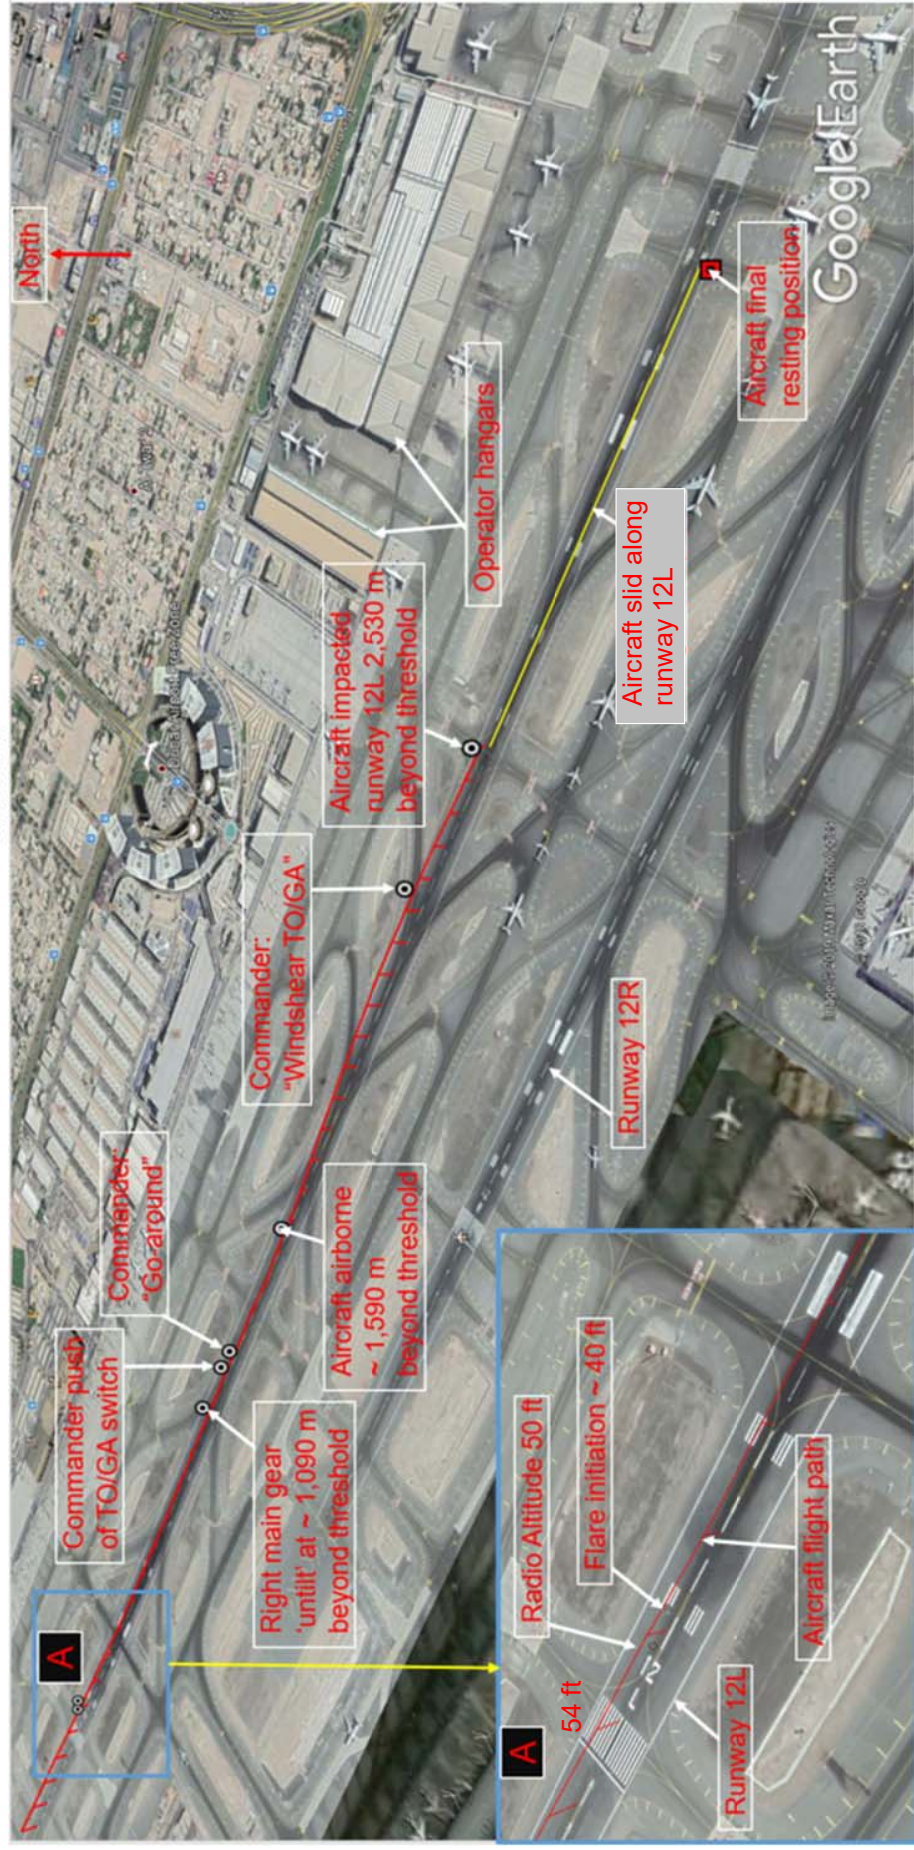 North
A
Commander push
of TO/GA switch
Commander:
"Go-around"
Commander:
"Windshear TO/GA"
Aircraft impacted
runway 12L 2,530 m
beyond threshold
Operator hangars
Right main gear
'untilt' at ~ 1,090 m
beyond threshold
Aircraft airborne
~ 1,590 m
beyond threshold
Runway 12R
Aircraft slid along
runway 12L
Aircraft final
resting position
A
54 ft
Radio Altitude 50 ft
Flare initiation ~ 40 ft
Runway 12L
Aircraft flight path
12
L
Google Earth